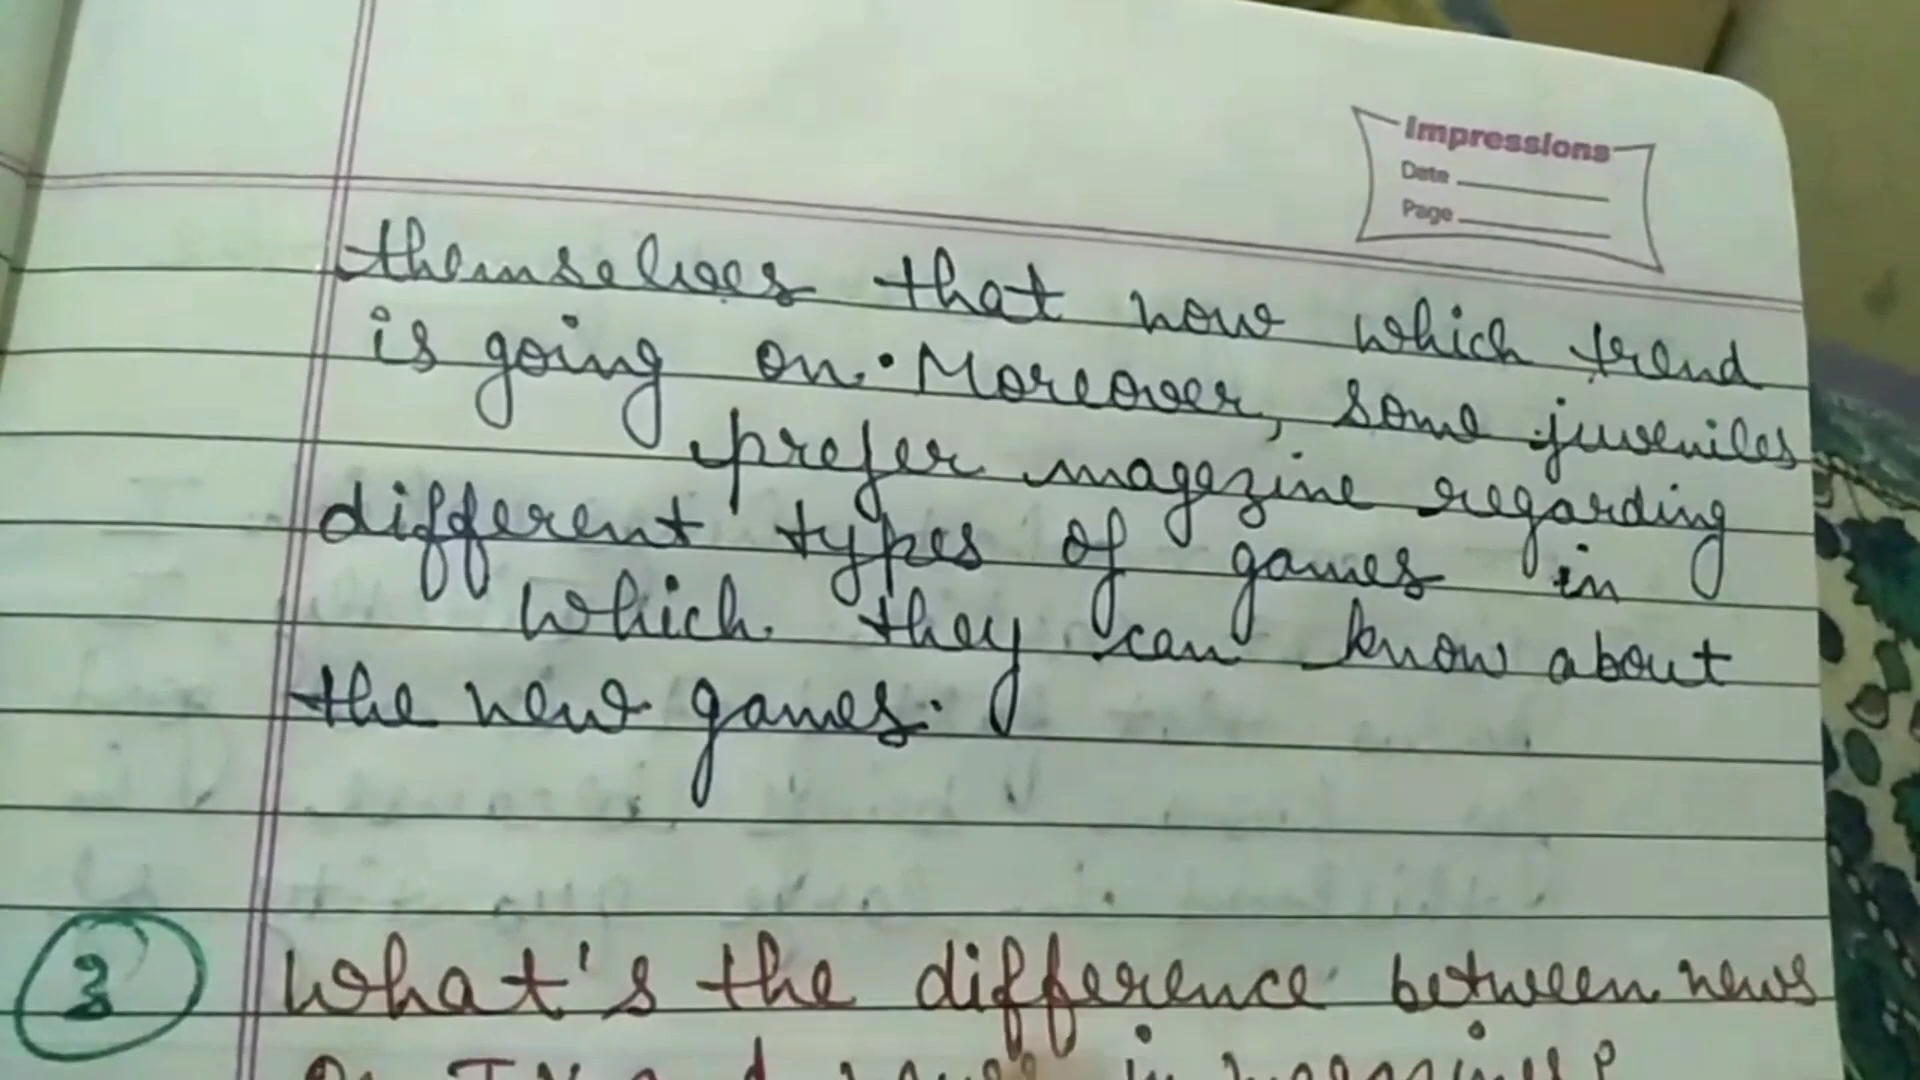 Impressions
Date
Page
themselves that now which trend
is going on. Moreover, some juveniles
prefer magezine regarding
different types of games in
which they can know about
the new games.
3 What's the difference between news